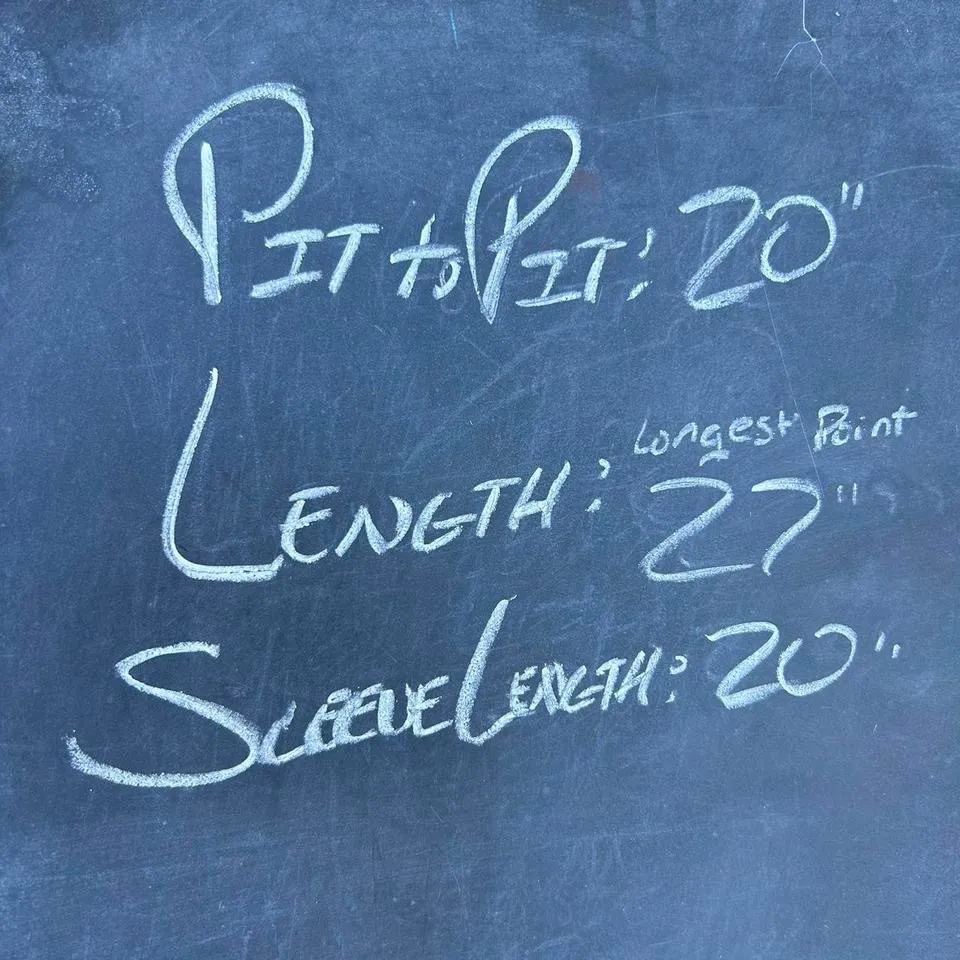 PIT to PIT: 20"
Longest Point
LENGTH: 27"
SLEEVE LENGTH: 20"